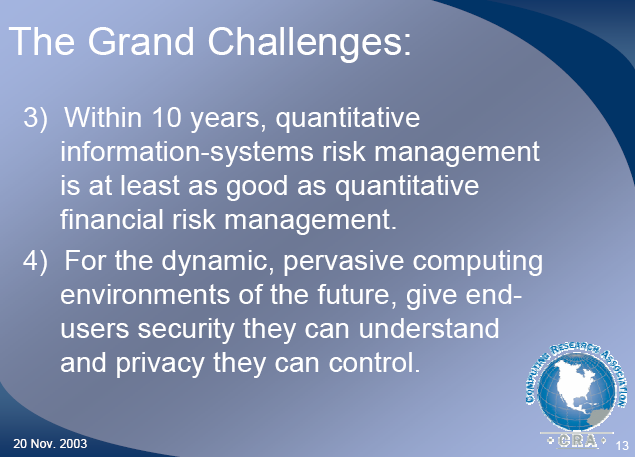 The Grand Challenges:
3) Within 10 years, quantitative
information-systems risk management
is at least as good as quantitative
financial risk management.
4) For the dynamic, pervasive computing
environments of the future, give end-
users security they can understand
and privacy they can control.
COMPUTING RESEARCH ASSOCIATION
CRA
20 Nov. 2003
13